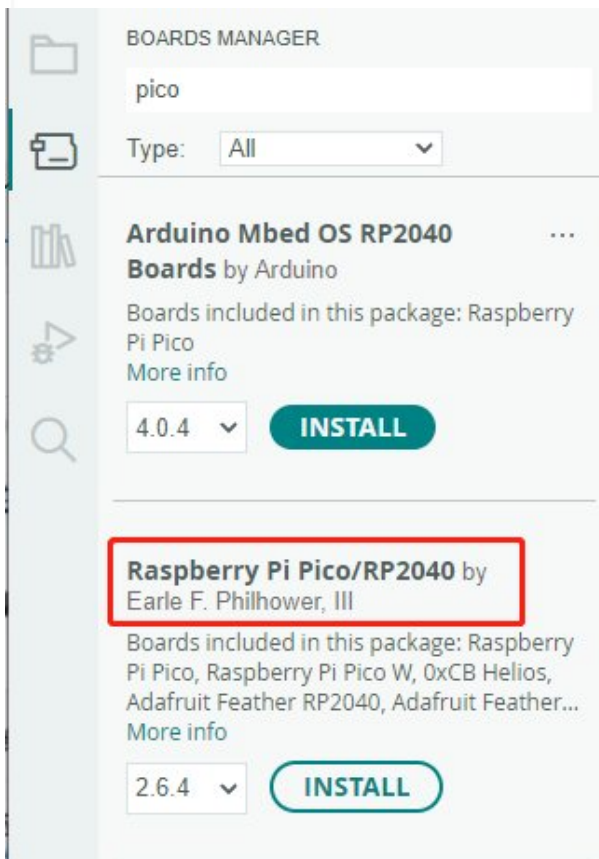 BOARDS MANAGER
pico
Type: All
Arduino Mbed OS RP2040 ...
Boards by Arduino
Boards included in this package: Raspberry
Pi Pico
More info
4.0.4 INSTALL
Raspberry Pi Pico/RP2040 by
Earle F. Philhower, III
Boards included in this package: Raspberry
Pi Pico, Raspberry Pi Pico W, 0xCB Helios,
Adafruit Feather RP2040, Adafruit Feather...
More info
2.6.4 INSTALL